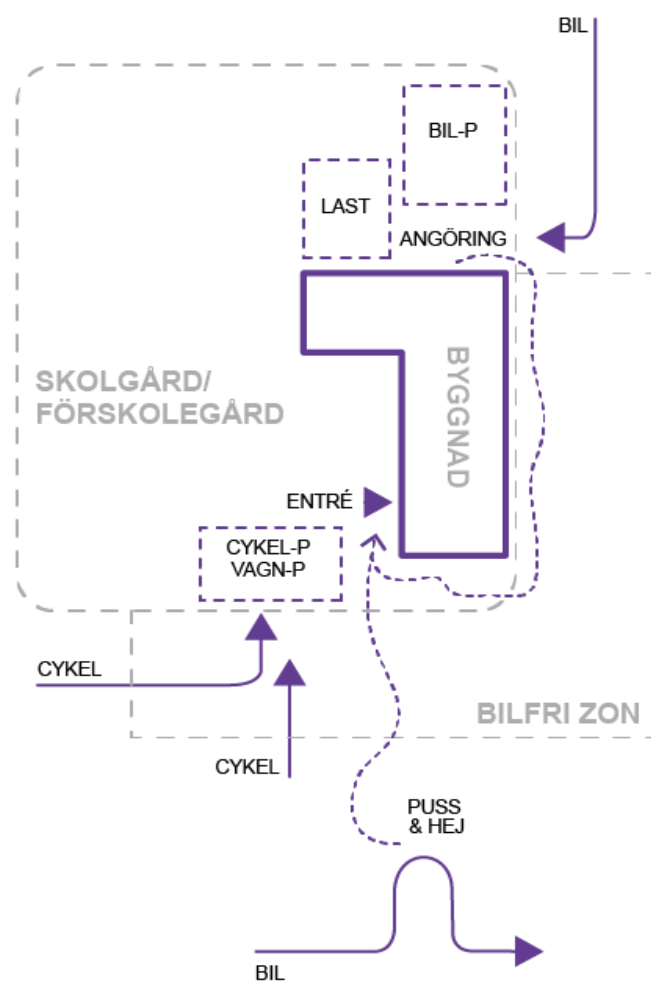 BIL
BIL-P
LAST
ANGÖRING
SKOLGÅRD/
FÖRSKOLEGÅRD
BYGGNAD
ENTRÉ
CYKEL-P
VAGN-P
CYKEL
BILFRI ZON
CYKEL
PUSS
& HEJ
BIL